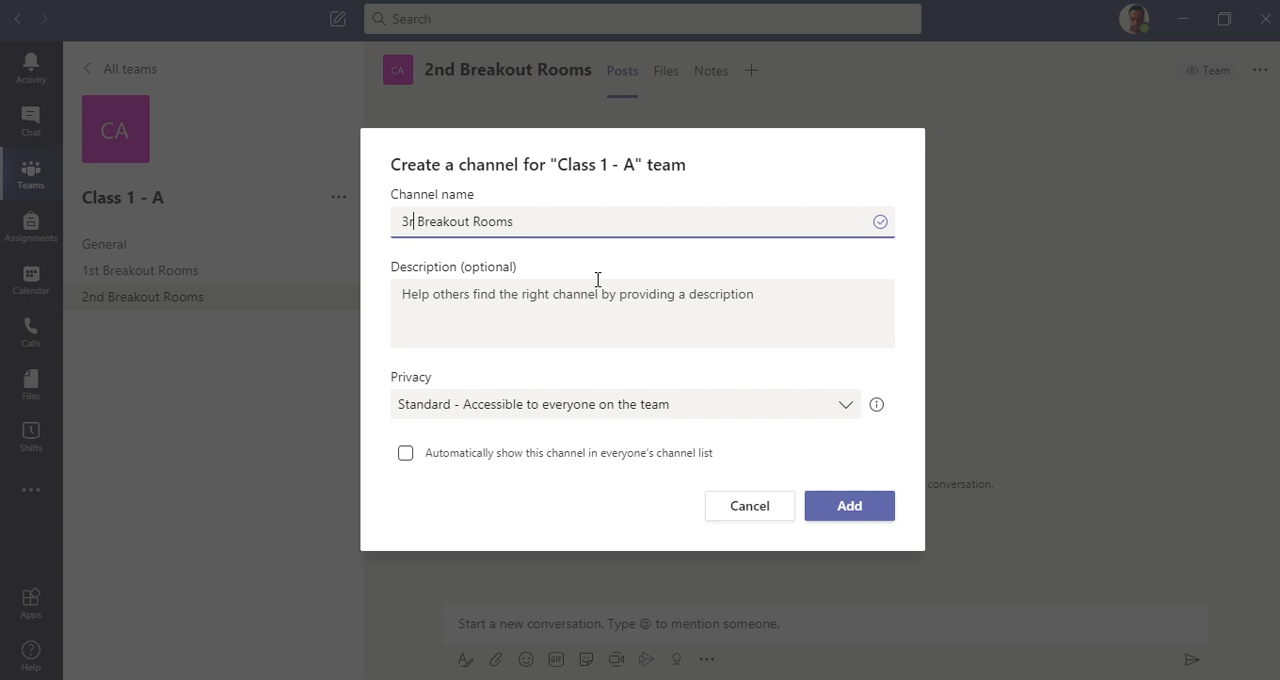 Search
Activity
Chat
Teams
Assignments
Calendar
Calls
Files
Shifts
Apps
Help
All teams
CA
Class 1 - A
General
1st Breakout Rooms
2nd Breakout Rooms
CA
2nd Breakout Rooms
Posts
Files
Notes
Team
Create a channel for "Class 1 - A" team
Channel name
3r Breakout Rooms
Description (optional)
Help others find the right channel by providing a description
Privacy
Standard - Accessible to everyone on the team
Automatically show this channel in everyone's channel list
Cancel
Add
conversation.
Start a new conversation. Type @ to mention someone.
GIF